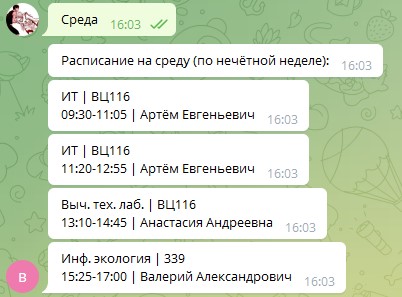 Среда 16:03
Расписание на среду (по нечётной неделе): 16:03
ИТ | ВЦ116
09:30-11:05 | Артём Евгеньевич 16:03
ИТ | ВЦ116
11:20-12:55 | Артём Евгеньевич 16:03
Выч. тех. лаб. | ВЦ116
13:10-14:45 | Анастасия Андреевна 16:03
Инф. экология | 339
15:25-17:00 | Валерий Александрович 16:03
В